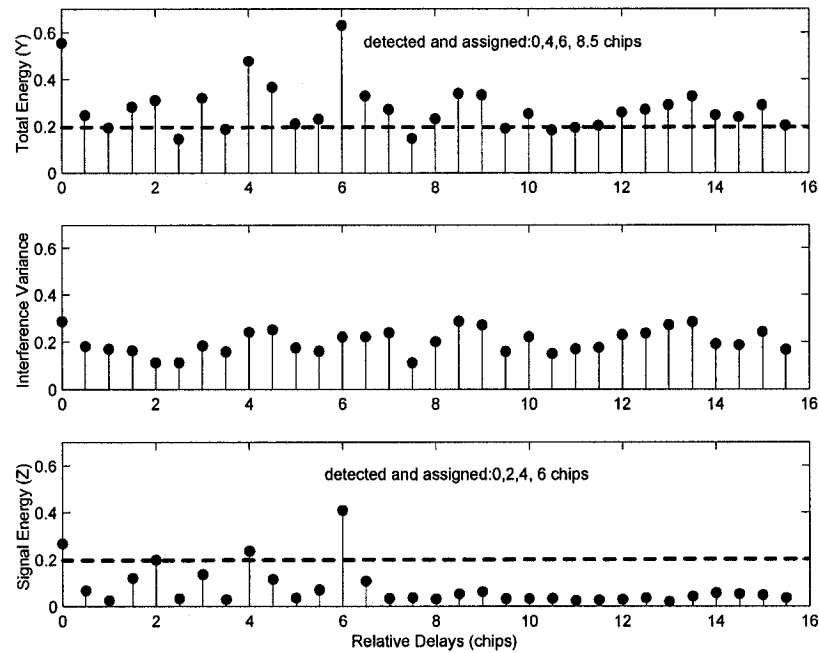 0.6
0.4
0.2
0
Total Energy (Y)
detected and assigned:0,4,6, 8.5 chips
0 2 4 6 8 10 12 14 16
0.6
0.4
0.2
0
Interference Variance
0 2 4 6 8 10 12 14 16
0.6
0.4
0.2
0
Signal Energy (Z)
detected and assigned:0,2,4, 6 chips
0 2 4 6 8 10 12 14 16
Relative Delays (chips)